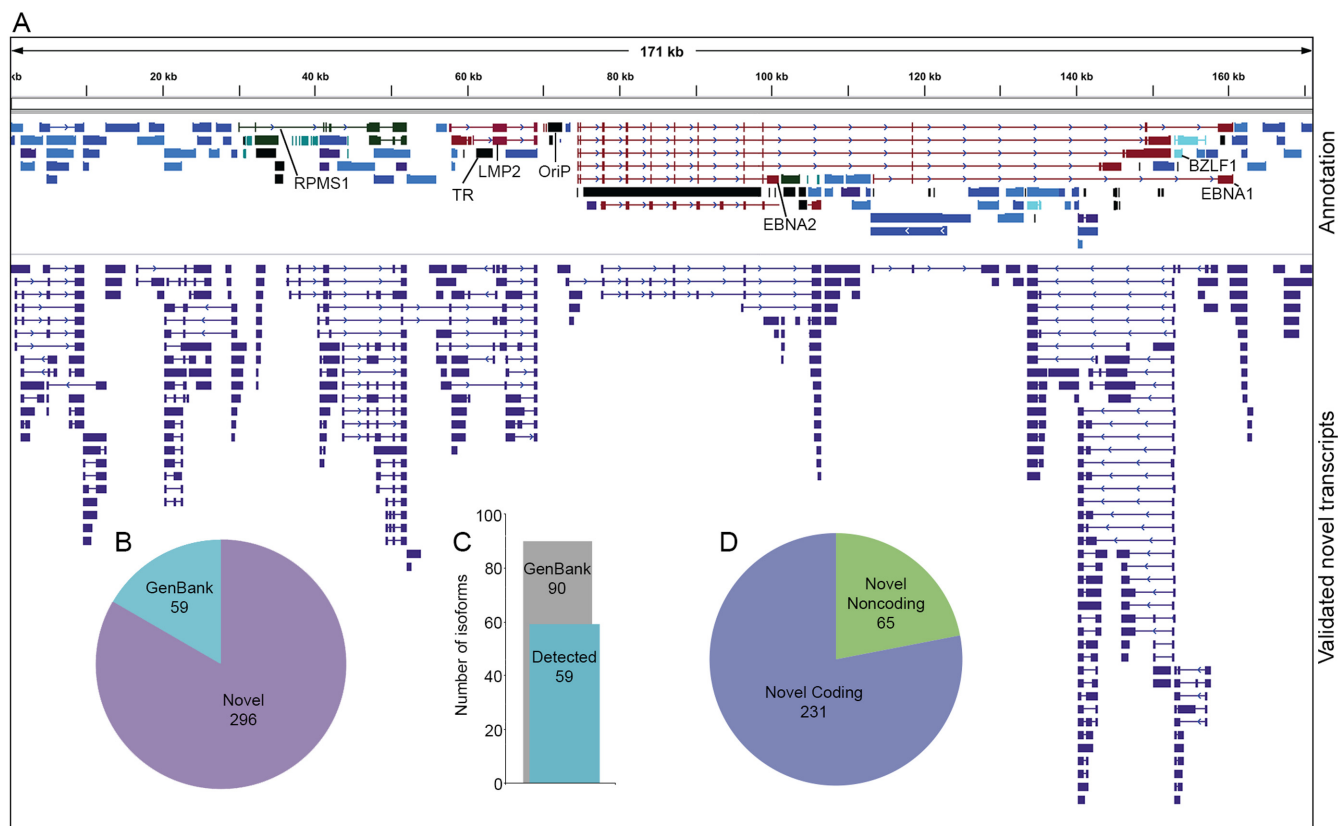 A
171 kb
kb
20 kb
40 kb
60 kb
80 kb
100 kb
120 kb
140 kb
160 kb
RPMS1
TR
LMP2
OriP
EBNA2
BZLF1
EBNA1
Annotation
Validated novel transcripts
B
GenBank
59
Novel
296
C
Number of isoforms
100
80
60
40
20
0
GenBank
90
Detected
59
D
Novel
Noncoding
65
Novel Coding
231